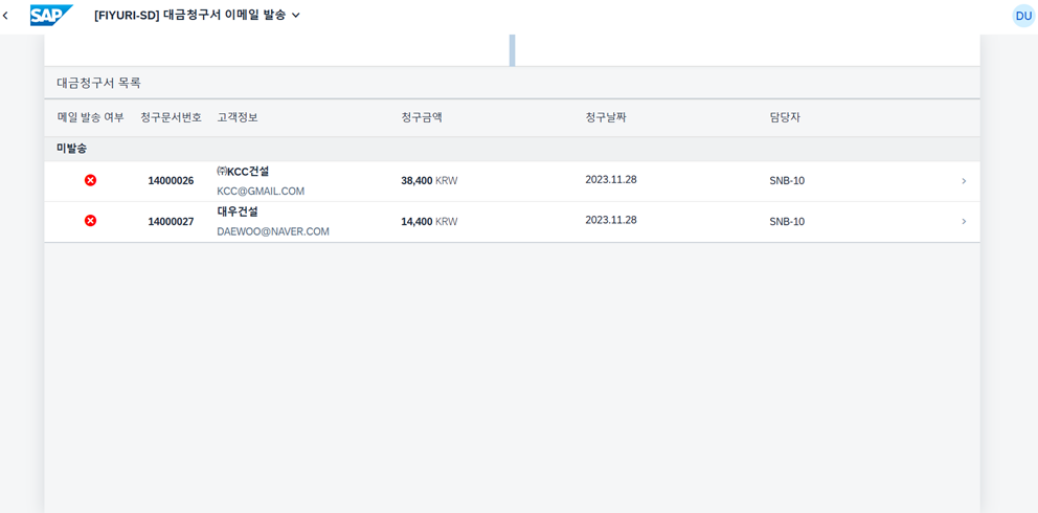 SAP [FIYURI-SD] 대금청구서 이메일 발송 DU
대금청구서 목록
메일 발송 여부 청구문서번호 고객정보 청구금액 청구날짜 담당자
미발송
14000026 ㈜KCC건설 KCC@GMAIL.COM 38,400 KRW 2023.11.28 SNB-10
14000027 대우건설 DAEWOO@NAVER.COM 14,400 KRW 2023.11.28 SNB-10